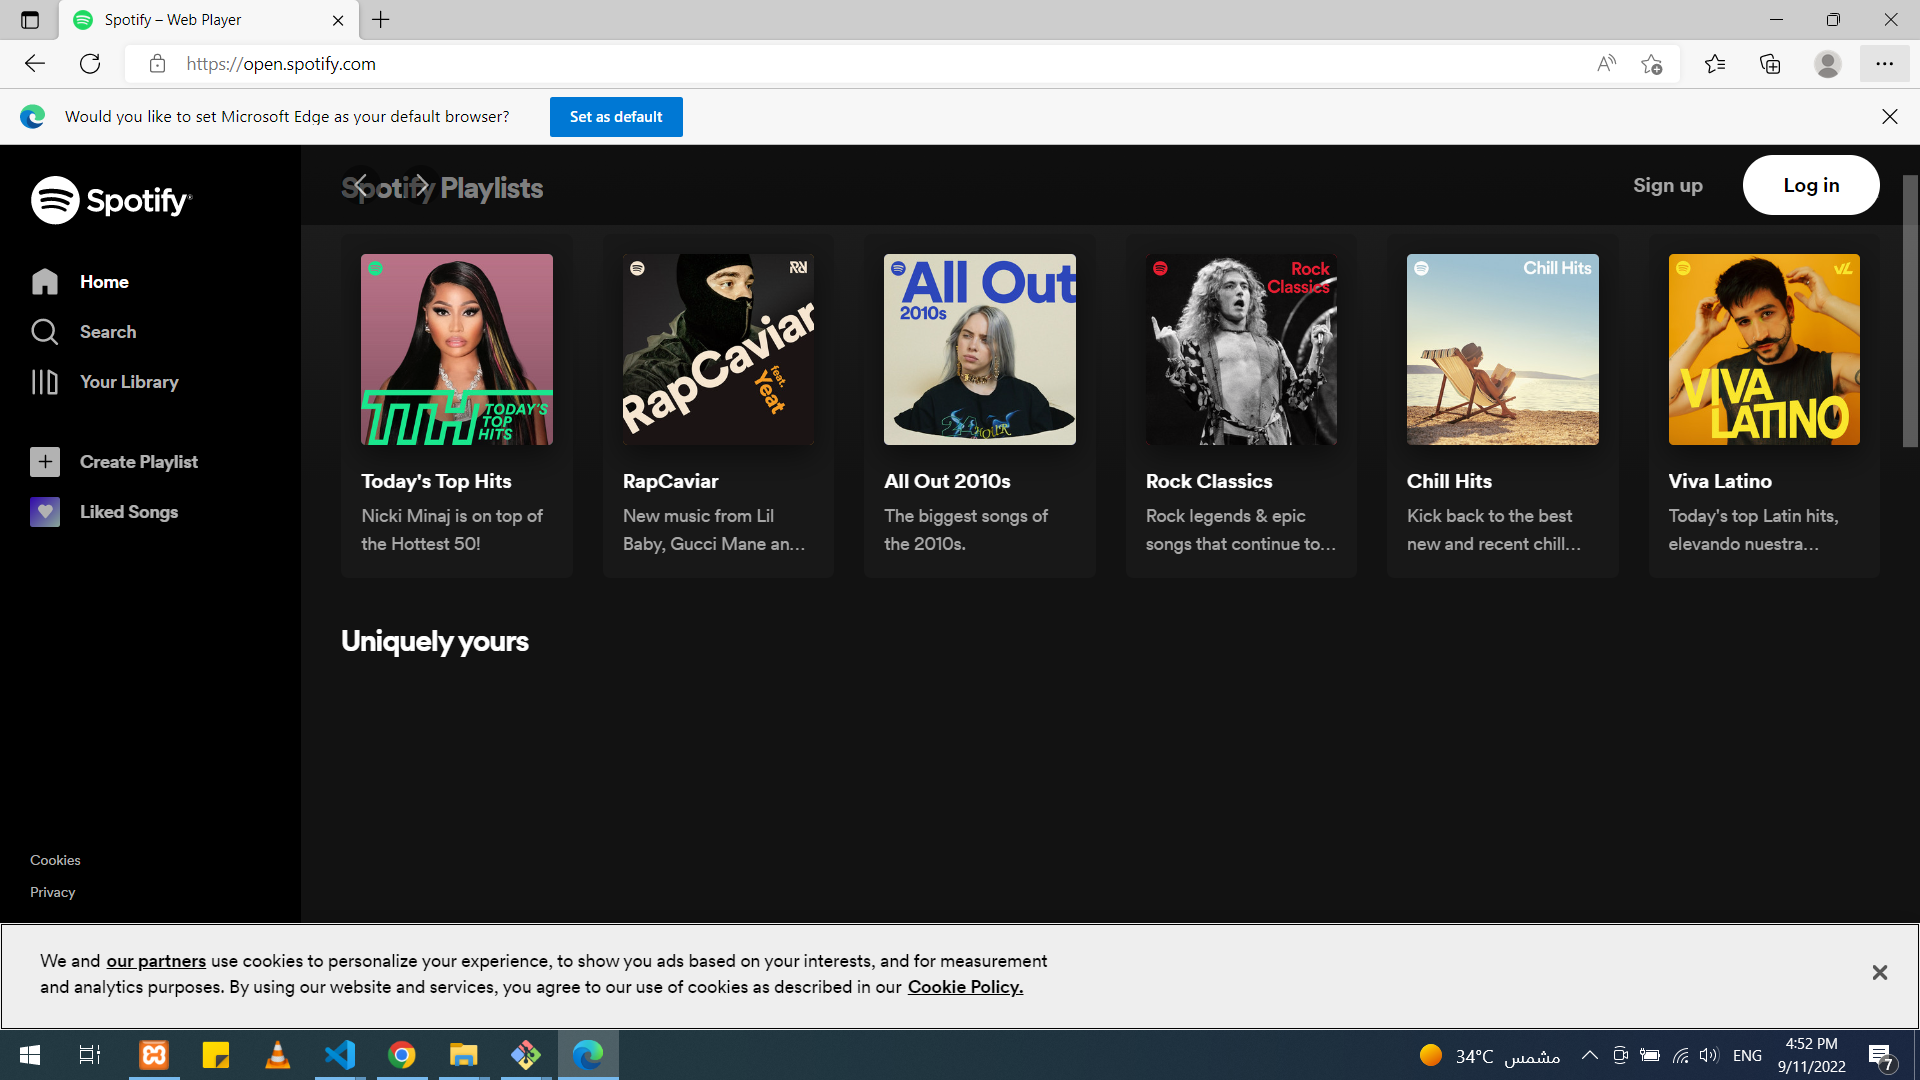 Spotify – Web Player
https://open.spotify.com
Would you like to set Microsoft Edge as your default browser?
Set as default
Spotify
Home
Search
Your Library
Create Playlist
Liked Songs
Cookies
Privacy
Spotify Playlists
Sign up
Log in
TODAY'S
TOP
HITS
Today's Top Hits
Nicki Minaj is on top of
the Hottest 50!
RapCaviar
feat.
Yeat
RapCaviar
New music from Lil
Baby, Gucci Mane an...
All Out
2010s
All Out 2010s
The biggest songs of
the 2010s.
Rock
Classics
Rock Classics
Rock legends & epic
songs that continue to...
Chill Hits
Chill Hits
Kick back to the best
new and recent chill...
VL
VIVA
LATINO
Viva Latino
Today's top Latin hits,
elevando nuestra...
Uniquely yours
We and our partners use cookies to personalize your experience, to show you ads based on your interests, and for measurement
and analytics purposes. By using our website and services, you agree to our use of cookies as described in our Cookie Policy.
34°C مشمس
ENG
4:52 PM
9/11/2022
7